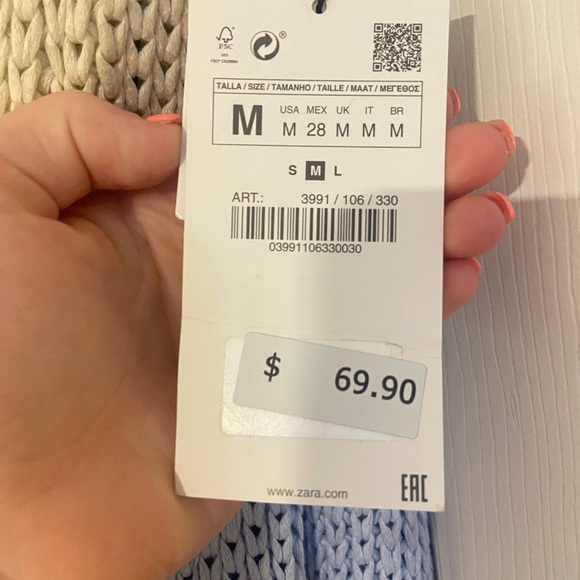 FSC
®
TALLA / SIZE / TAMANHO / TAILLE / MAAT / ΜΕΓΕΘΟΣ
M
USA MEX UK IT BR
M 28 M M M
S M L
ART.: 3991 / 106 / 330
03991106330030
$ 69.90
www.zara.com
EAC